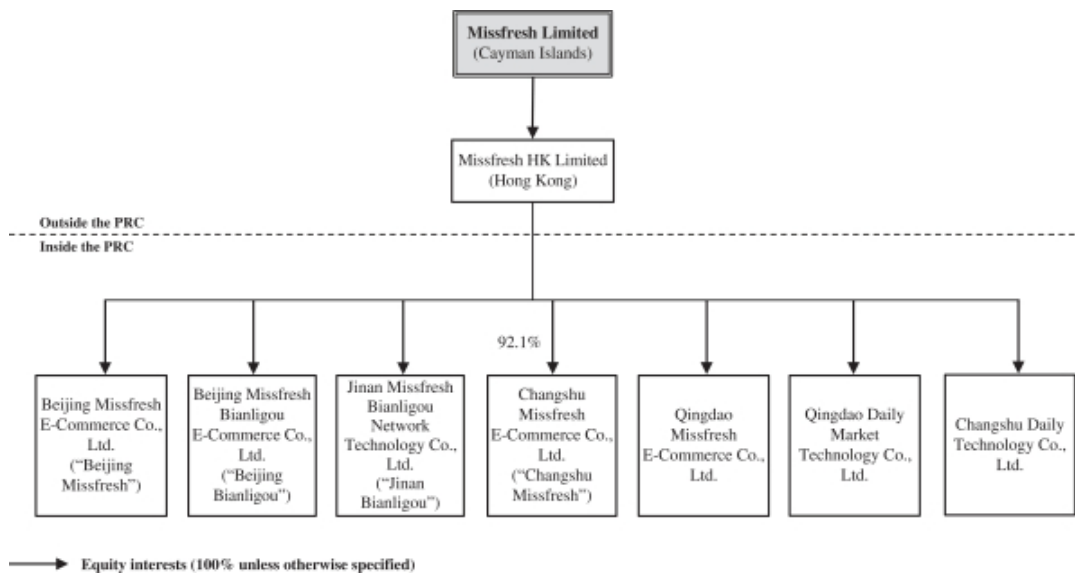 Missfresh Limited
(Cayman Islands)
Missfresh HK Limited
(Hong Kong)
Outside the PRC
Inside the PRC
92.1%
Beijing Missfresh
E-Commerce Co.,
Ltd.
(“Beijing
Missfresh”)
Beijing Missfresh
Bianligou
E-Commerce Co.,
Ltd.
(“Beijing
Bianligou”)
Jinan Missfresh
Bianligou
Network
Technology Co.,
Ltd.
(“Jinan
Bianligou”)
Changshu
Missfresh
E-Commerce Co.,
Ltd.
(“Changshu
Missfresh”)
Qingdao
Missfresh
E-Commerce Co.,
Ltd.
Qingdao Daily
Market
Technology Co.,
Ltd.
Changshu Daily
Technology Co.,
Ltd.
Equity interests (100% unless otherwise specified)